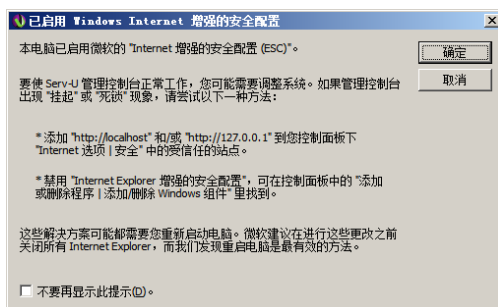 已启用 Windows Internet 增强的安全配置
本电脑已启用微软的 "Internet 增强的安全配置 (ESC)"。
确定
取消
要使 Serv-U 管理控制台正常工作，您可能需要调整系统。如果管理控制台
出现 "挂起" 或 "死锁" 现象，请尝试以下一种方法：
* 添加 "http://localhost" 和/或 "http://127.0.0.1" 到您控制面板下
"Internet 选项 | 安全" 中的受信任的站点。
* 禁用 "Internet Explorer 增强的安全配置"，可在控制面板中的 "添加
或删除程序 | 添加/删除 Windows 组件" 里找到。
这些解决方案可能都需要您重新启动电脑。微软建议在进行这些更改之前
关闭所有 Internet Explorer，而我们发现重启电脑是最有效的方法。
不要再显示此提示(D)。